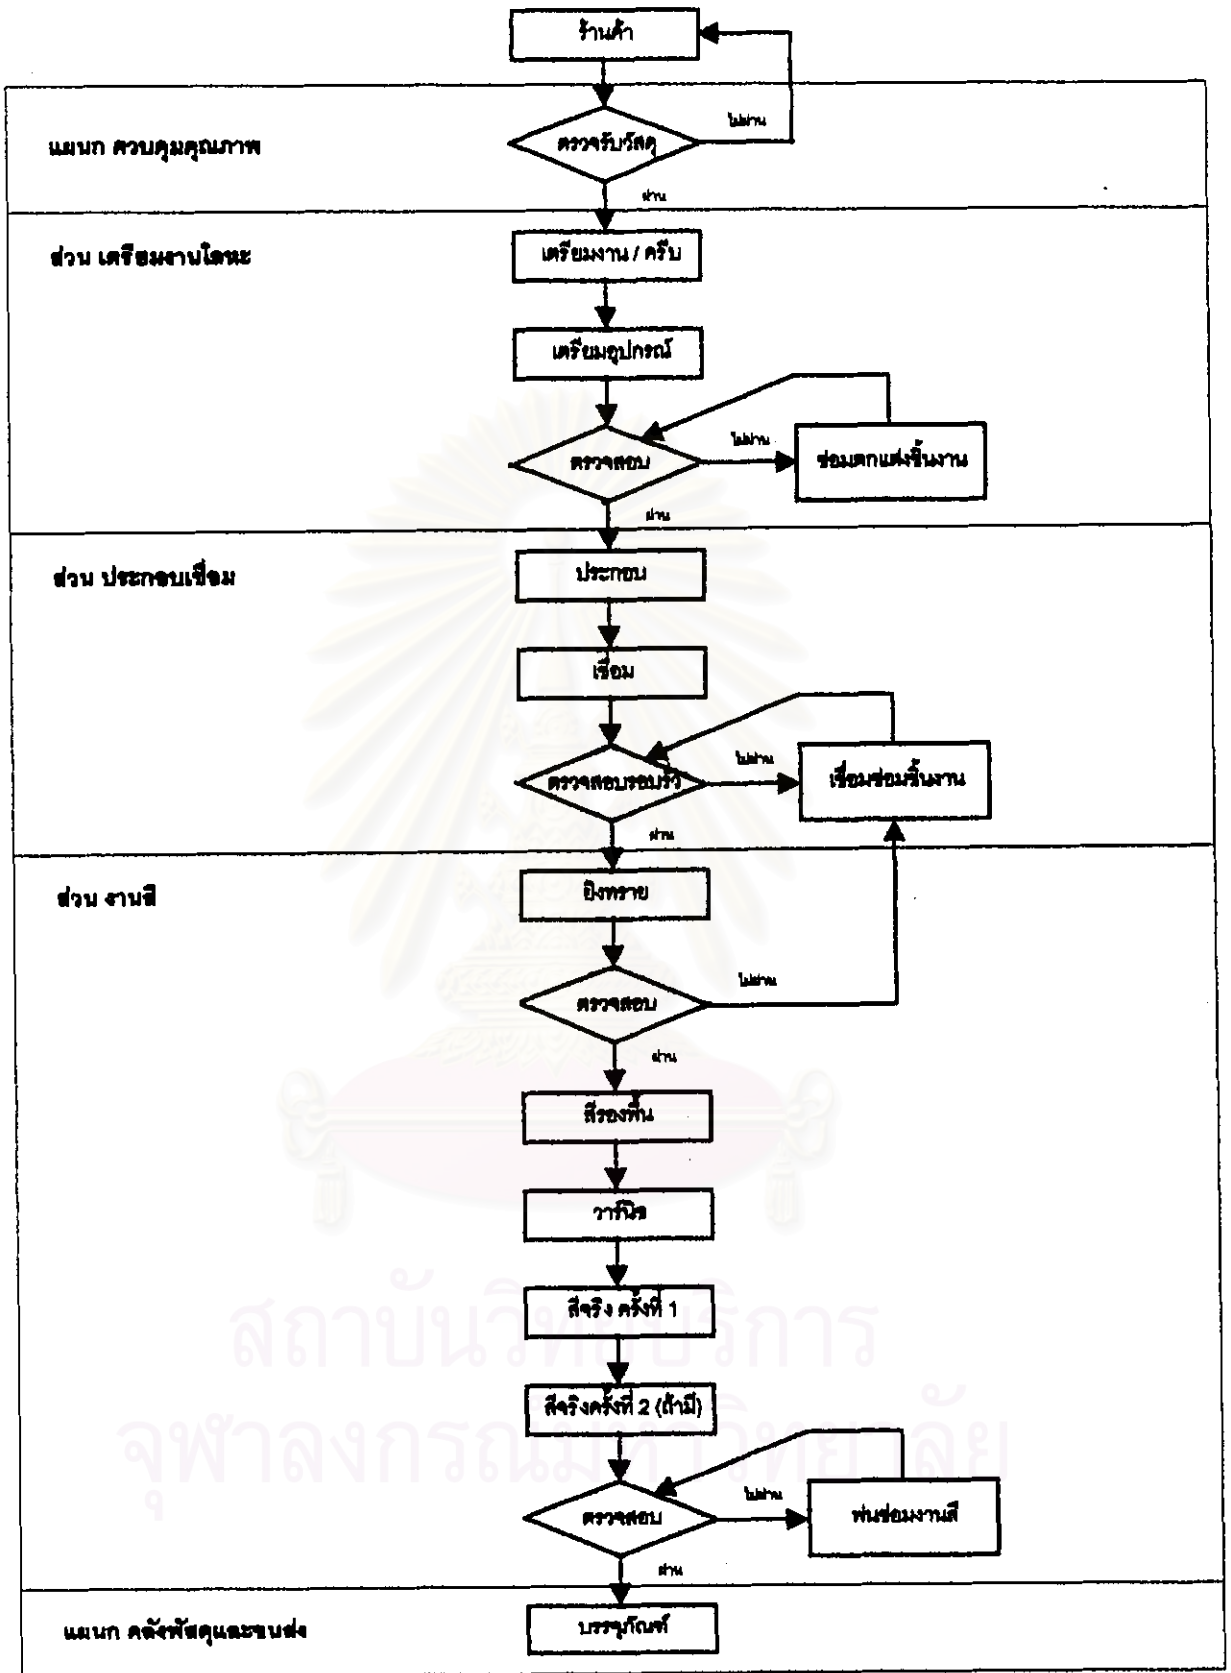 ร้านค้า
ไม่ผ่าน
แผนก ควบคุมคุณภาพ
ตรวจรับวัสดุ
ผ่าน
ส่วน เตรียมงานโลหะ
เตรียมงาน / ครีบ
เตรียมอุปกรณ์
ไม่ผ่าน
ตรวจสอบ
ซ่อมตกแต่งชิ้นงาน
ผ่าน
ส่วน ประกอบเชื่อม
ประกอบ
เชื่อม
ไม่ผ่าน
ตรวจสอบรอยรั่ว
เชื่อมซ่อมชิ้นงาน
ผ่าน
ส่วน งานสี
ยิงทราย
ไม่ผ่าน
ตรวจสอบ
ผ่าน
สีรองพื้น
วาร์นิช
สีจริง ครั้งที่ 1
สีจริงครั้งที่ 2 (ถ้ามี)
ไม่ผ่าน
ตรวจสอบ
พ่นซ่อมงานสี
ผ่าน
แผนก คลังพัสดุและขนส่ง
บรรจุภัณฑ์
สถาบันวิทยบริการ
จุฬาลงกรณ์มหาวิทยาลัย